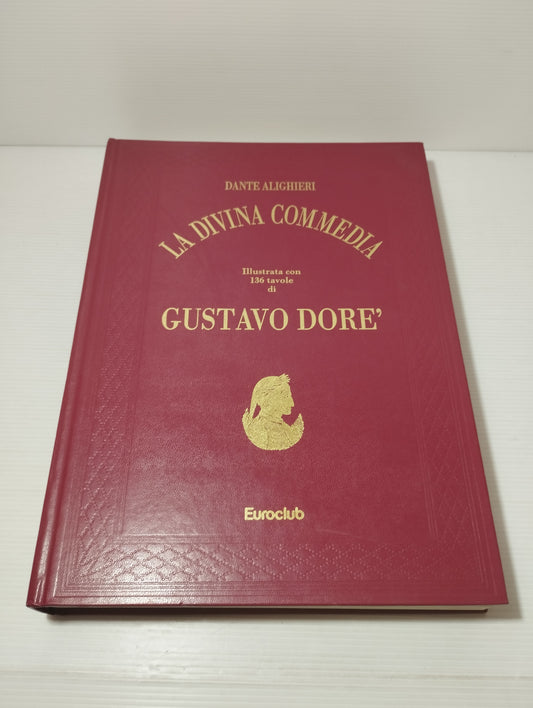 DANTE ALIGHIERI
LA DIVINA COMMEDIA
Illustrata con
136 tavole
di
GUSTAVO DORE'
Euroclub